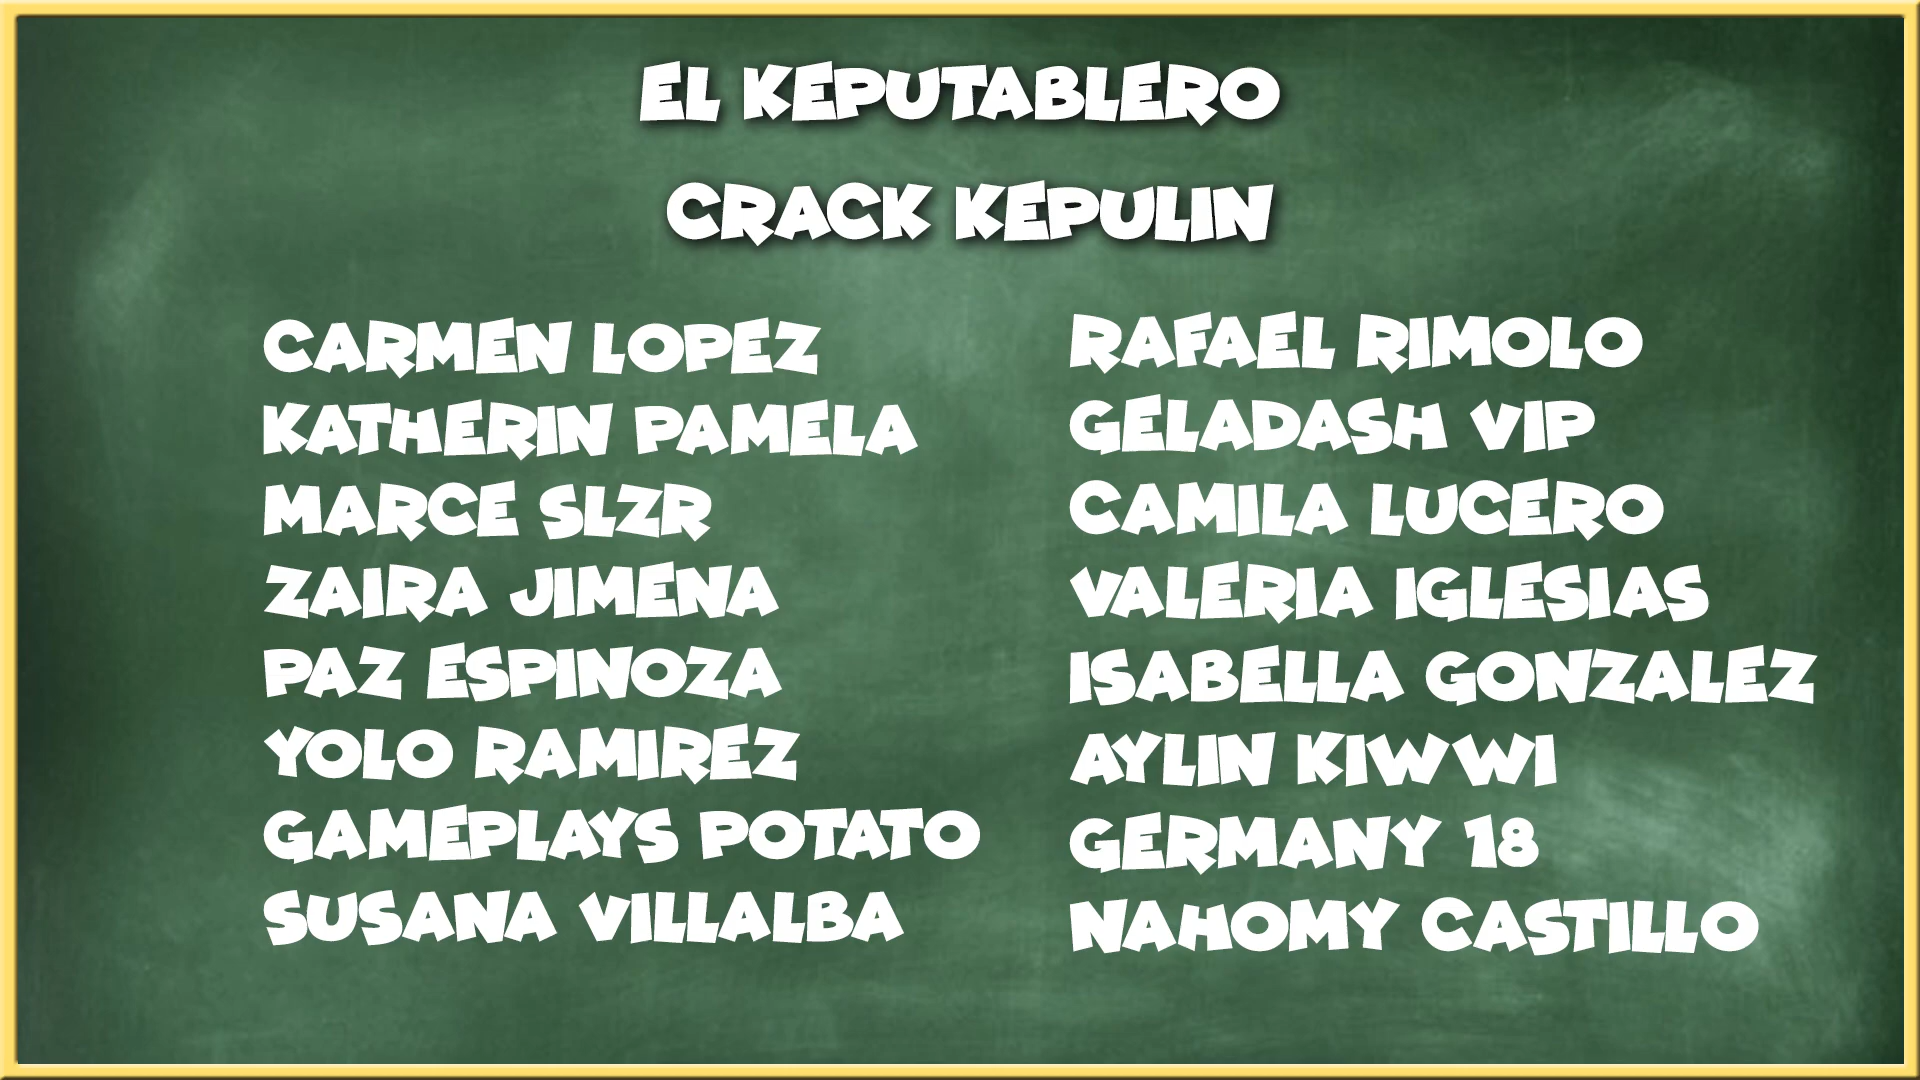 EL KEPUTABLERO
CRACK KEPULIN
CARMEN LOPEZ
KATHERIN PAMELA
MARCE SLZR
ZAIRA JIMENA
PAZ ESPINOZA
YOLO RAMIREZ
GAMEPLAYS POTATO
SUSANA VILLALBA
RAFAEL RIMOLO
GELADASH VIP
CAMILA LUCERO
VALERIA IGLESIAS
ISABELLA GONZALEZ
AYLIN KIWWI
GERMANY 18
NAHOMY CASTILLO